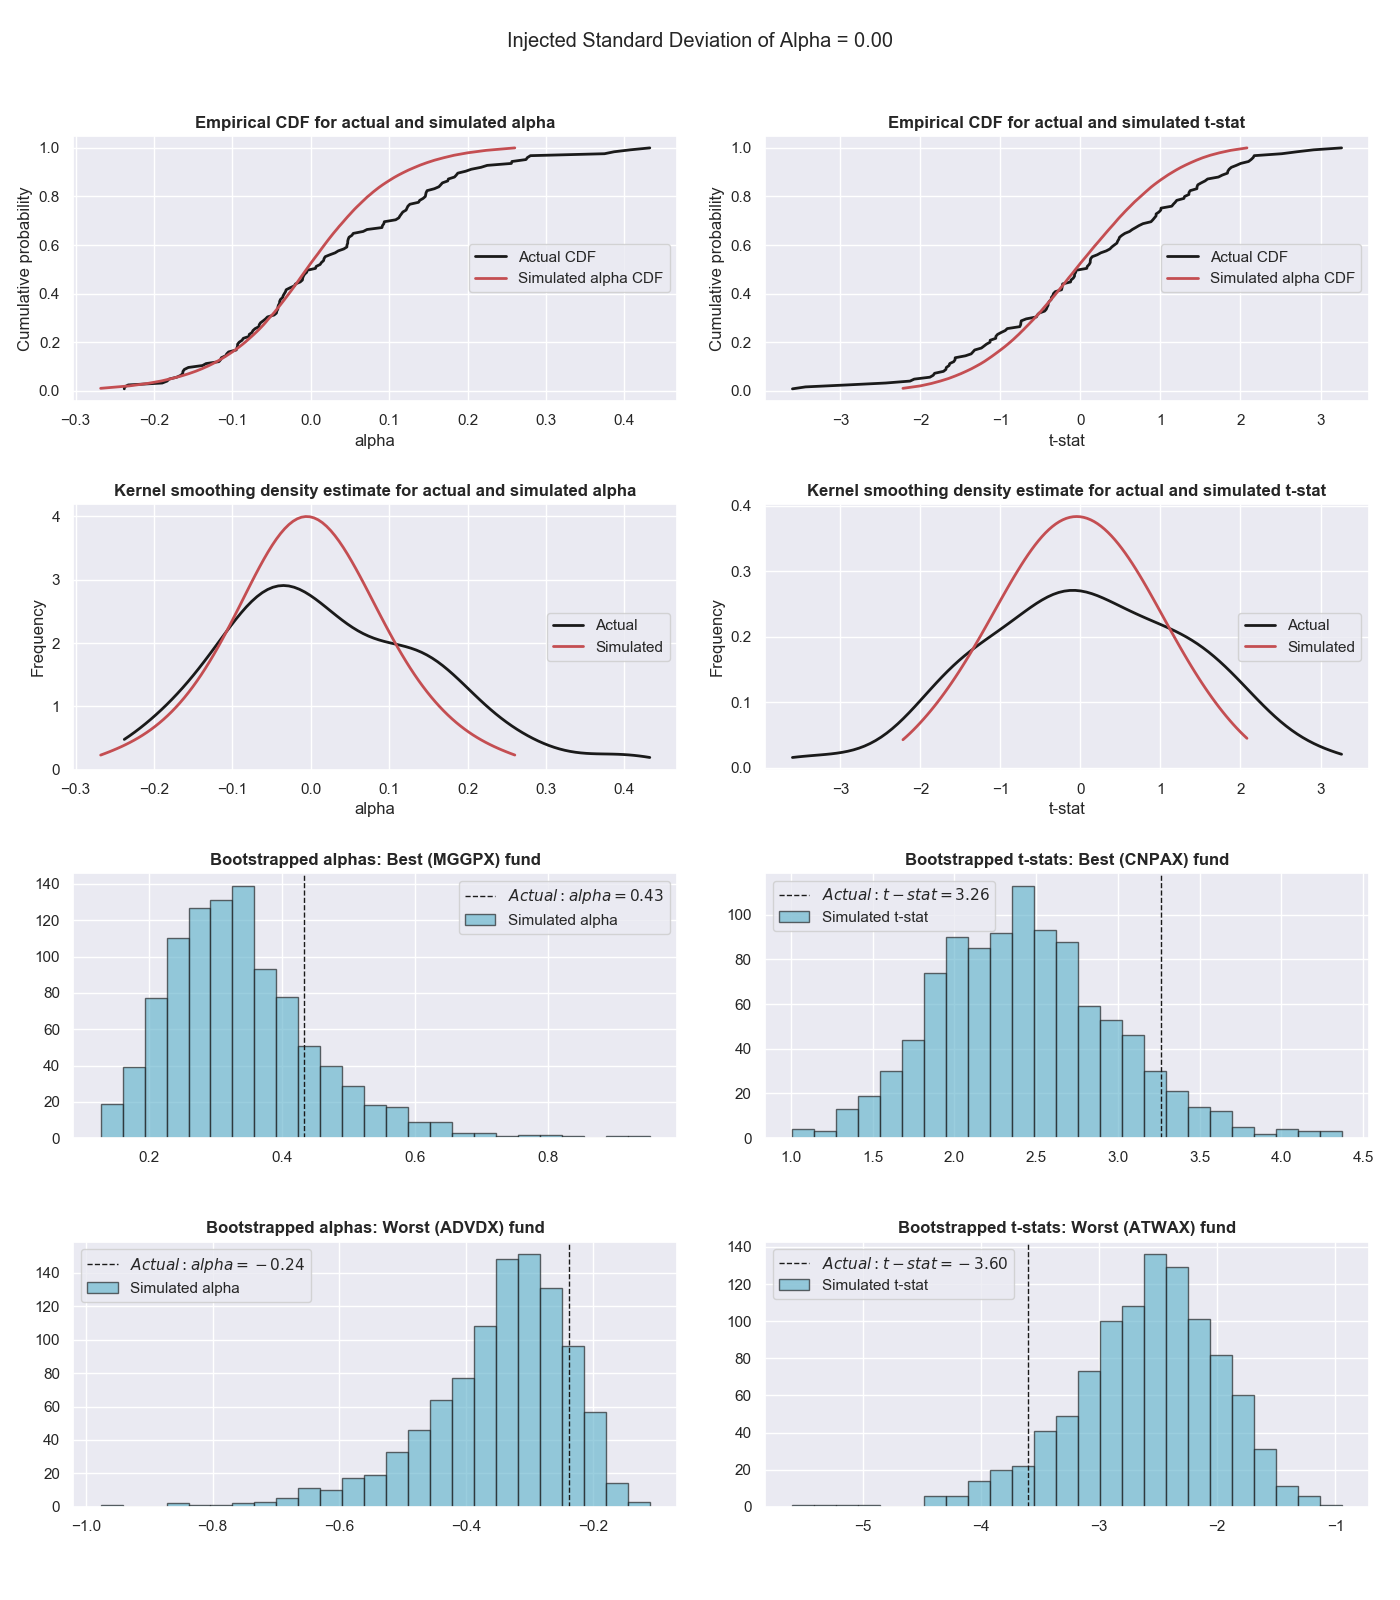 Injected Standard Deviation of Alpha = 0.00
Empirical CDF for actual and simulated alpha
Cumulative probability
1.0
0.8
0.6
0.4
0.2
0.0
Actual CDF
Simulated alpha CDF
−0.3 −0.2 −0.1 0.0 0.1 0.2 0.3 0.4
alpha
Empirical CDF for actual and simulated t-stat
Cumulative probability
1.0
0.8
0.6
0.4
0.2
0.0
Actual CDF
Simulated alpha CDF
−3 −2 −1 0 1 2 3
t-stat
Kernel smoothing density estimate for actual and simulated alpha
Frequency
4
3
2
1
0
Actual
Simulated
−0.3 −0.2 −0.1 0.0 0.1 0.2 0.3 0.4
alpha
Kernel smoothing density estimate for actual and simulated t-stat
Frequency
0.4
0.3
0.2
0.1
0.0
Actual
Simulated
−3 −2 −1 0 1 2 3
t-stat
Bootstrapped alphas: Best (MGGPX) fund
140
120
100
80
60
40
20
0
Actual : alpha = 0.43
Simulated alpha
0.2 0.4 0.6 0.8
Bootstrapped t-stats: Best (CNPAX) fund
100
80
60
40
20
0
Actual : t − stat = 3.26
Simulated t-stat
1.0 1.5 2.0 2.5 3.0 3.5 4.0 4.5
Bootstrapped alphas: Worst (ADVDX) fund
140
120
100
80
60
40
20
0
Actual : alpha = − 0.24
Simulated alpha
−1.0 −0.8 −0.6 −0.4 −0.2
Bootstrapped t-stats: Worst (ATWAX) fund
140
120
100
80
60
40
20
0
Actual : t − stat = − 3.60
Simulated t-stat
−5 −4 −3 −2 −1